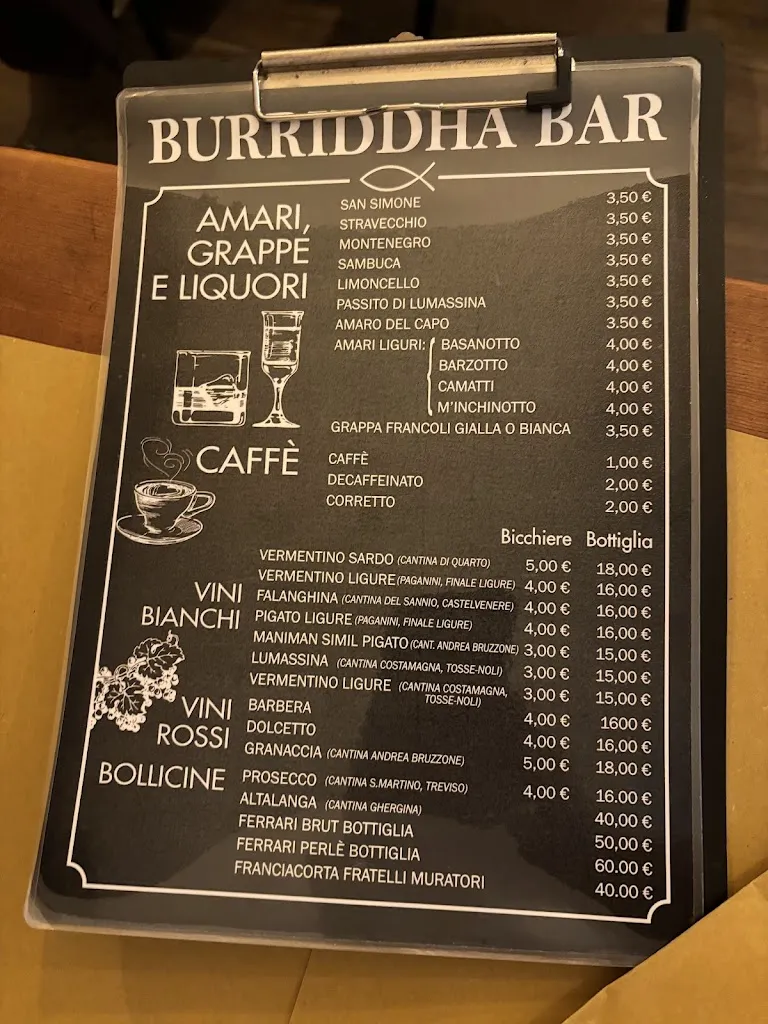 BURRIDDHA BAR
AMARI,
GRAPPE
E LIQUORI
SAN SIMONE 3,50 €
STRAVECCHIO 3,50 €
MONTENEGRO 3,50 €
SAMBUCA 3,50 €
LIMONCELLO 3,50 €
PASSITO DI LUMASSINA 3,50 €
AMARO DEL CAPO 3.50 €
AMARI LIGURI: BASANOTTO 4,00 €
BARZOTTO 4,00 €
CAMATTI 4,00 €
M'INCHINOTTO 4,00 €
GRAPPA FRANCOLI GIALLA O BIANCA 3,50 €
CAFFÈ
CAFFÈ 1,00 €
DECAFFEINATO 2,00 €
CORRETTO 2,00 €
Bicchiere Bottiglia
VINI
BIANCHI
VERMENTINO SARDO (CANTINA DI QUARTO) 5,00 € 18,00 €
VERMENTINO LIGURE (PAGANINI, FINALE LIGURE) 4,00 € 16,00 €
FALANGHINA (CANTINA DEL SANNIO, CASTELVENERE) 4,00 € 16,00 €
PIGATO LIGURE (PAGANINI, FINALE LIGURE) 4,00 € 16,00 €
MANIMAN SIMIL PIGATO (CANT. ANDREA BRUZZONE) 3,00 € 15,00 €
LUMASSINA (CANTINA COSTAMAGNA, TOSSE-NOLI) 3,00 € 15,00 €
VERMENTINO LIGURE (CANTINA COSTAMAGNA, 3,00 € 15,00 €
TOSSE-NOLI)
VINI
ROSSI
BARBERA 4,00 € 1600 €
DOLCETTO 4,00 € 16,00 €
GRANACCIA (CANTINA ANDREA BRUZZONE) 5,00 € 18,00 €
BOLLICINE
PROSECCO (CANTINA S.MARTINO, TREVISO) 4,00 € 16.00 €
ALTALANGA (CANTINA GHERGINA) 40,00 €
FERRARI BRUT BOTTIGLIA 50,00 €
FERRARI PERLÈ BOTTIGLIA 60.00 €
FRANCIACORTA FRATELLI MURATORI 40.00 €